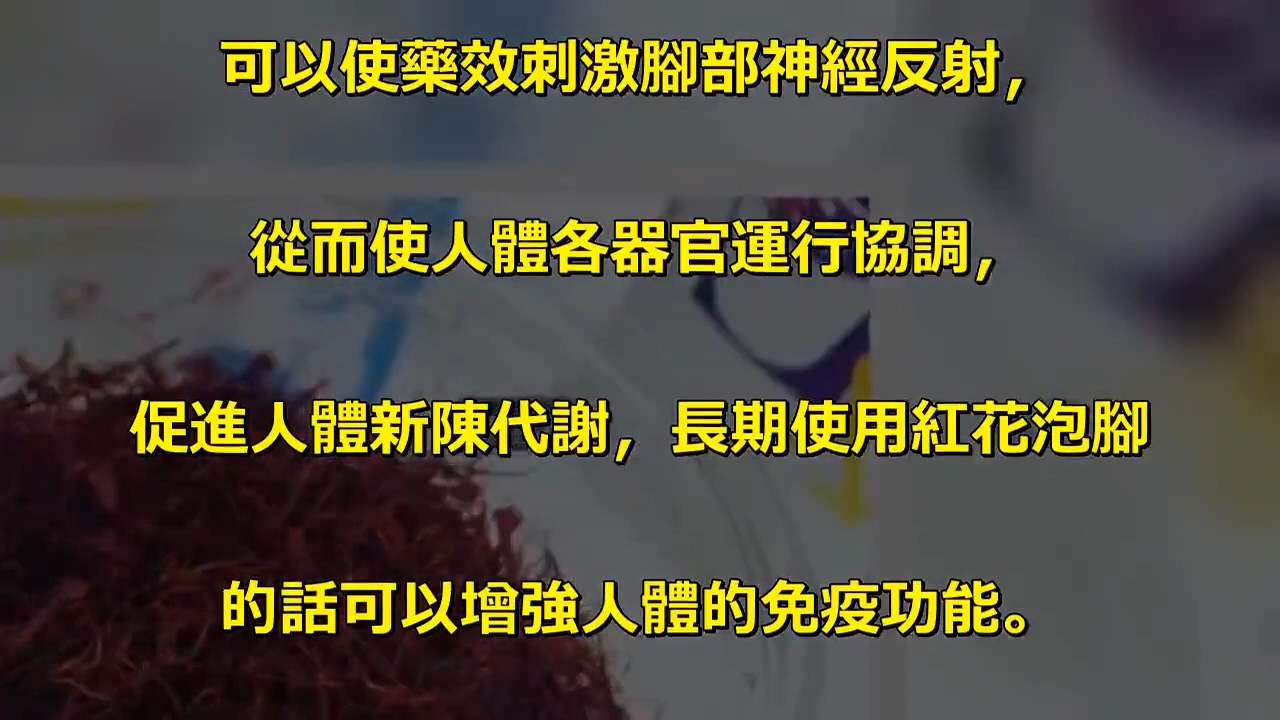 可以使藥效刺激腳部神經反射，
從而使人體各器官運行協調，
促進人體新陳代謝，長期使用紅花泡腳
的話可以增強人體的免疫功能。